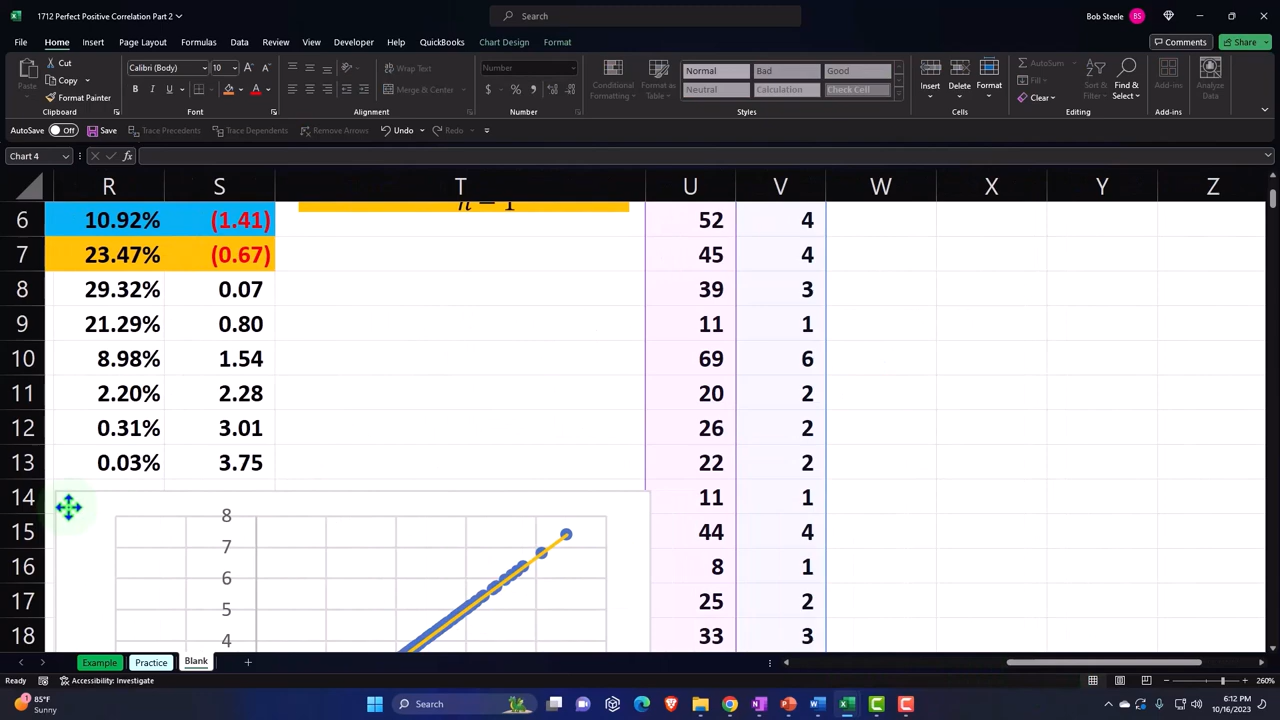 1712 Perfect Positive Correlation Part 2
Search
Bob Steele BS
File Home Insert Page Layout Formulas Data Review View Developer Help QuickBooks Chart Design Format Comments Share
Paste Cut Copy Format Painter
Calibri (Body) 10
Wrap Text
Merge & Center
Number
Conditional Formatting Format as Table
Normal Bad Good
Neutral Calculation Check Cell
Insert Delete Format
AutoSum Fill Clear
Sort & Filter Find & Select
Add-ins Analyze Data
Clipboard Font Alignment Number Styles Cells Editing Add-ins
AutoSave Off Save Trace Precedents Trace Dependents Remove Arrows Undo Redo
Chart 4 fx
R S T U V W X Y Z
n − 1
6 10.92% (1.41) 52 4
7 23.47% (0.67) 45 4
8 29.32% 0.07 39 3
9 21.29% 0.80 11 1
10 8.98% 1.54 69 6
11 2.20% 2.28 20 2
12 0.31% 3.01 26 2
13 0.03% 3.75 22 2
14 11 1
15 44 4
16 8 1
17 25 2
18 33 3
8
7
6
5
4
Example Practice Blank
Ready Accessibility: Investigate 260%
85°F
Sunny
Search
6:12 PM
10/16/2023